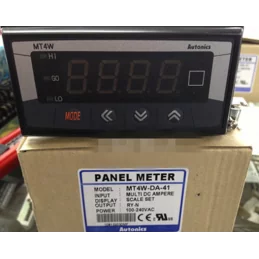 MT4W
Autonics
HI
GO
LO
MODE
PANEL METER
MODEL MT4W-DA-41
INPUT MULTI DC AMPERE
DISPLAY SCALE SET
OUTPUT RY-N
POWER 100-240VAC
Autonics